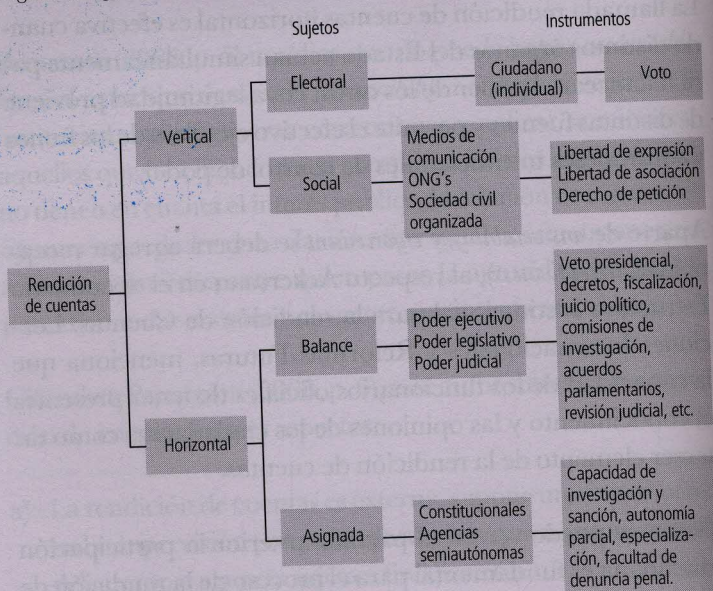 Sujetos
Instrumentos
Electoral
Ciudadano
(individual)
Voto
Vertical
Social
Medios de
comunicación
ONG's
Sociedad civil
organizada
Libertad de expresión
Libertad de asociación
Derecho de petición
Rendición
de cuentas
Horizontal
Balance
Poder ejecutivo
Poder legislativo
Poder judicial
Veto presidencial,
decretos, fiscalización,
juicio político,
comisiones de
investigación,
acuerdos
parlamentarios,
revisión judicial, etc.
Asignada
Constitucionales
Agencias
semiautónomas
Capacidad de
investigación y
sanción, autonomía
parcial, especializa-
ción, facultad de
denuncia penal.